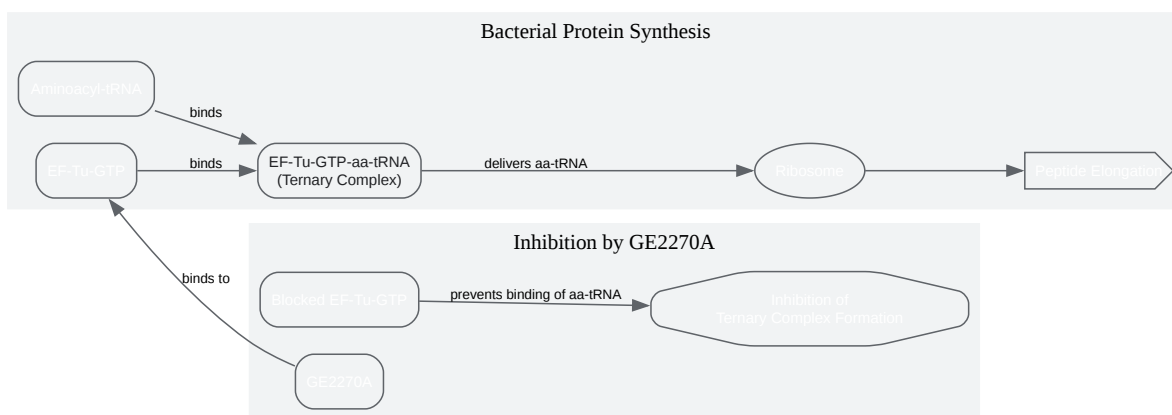 Bacterial Protein Synthesis
Aminoacyl-tRNA
binds
EF-Tu-GTP
binds
EF-Tu-GTP-aa-tRNA
(Ternary Complex)
delivers aa-tRNA
Ribosome
Peptide Elongation
Inhibition by GE2270A
binds to
Blocked EF-Tu-GTP
prevents binding of aa-tRNA
Inhibition of
Ternary Complex Formation
GE2270A